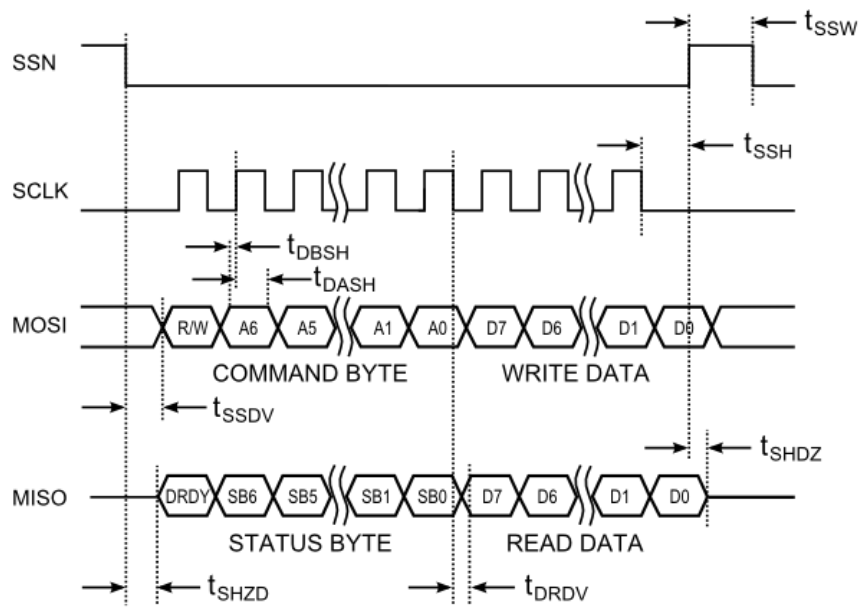 tSSW
SSN
tSSH
SCLK
tDBSH
tDASH
MOSI R/W A6 A5 A1 A0 D7 D6 D1 D0
COMMAND BYTE WRITE DATA
tSSDV
tSHDZ
MISO DRDY SB6 SB5 SB1 SB0 D7 D6 D1 D0
STATUS BYTE READ DATA
tSHZD tDRDV